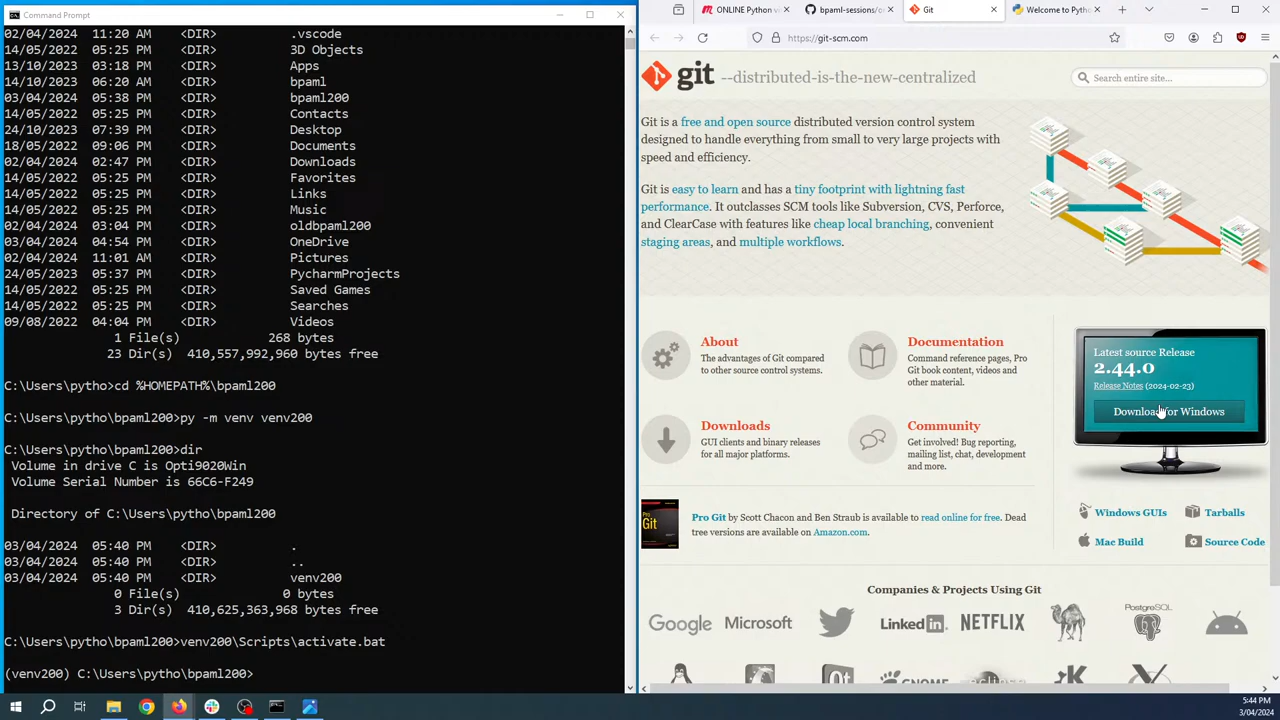 Command Prompt
02/04/2024  11:20 AM    <DIR>          .vscode
13/10/2023  03:33 PM    <DIR>          3D Objects
13/10/2023  03:18 PM    <DIR>          Apps
14/10/2023  06:20 AM    <DIR>          bpaml
03/04/2024  05:38 PM    <DIR>          bpaml200
14/05/2022  05:25 PM    <DIR>          Contacts
24/10/2023  07:39 PM    <DIR>          Desktop
18/05/2022  09:06 PM    <DIR>          Documents
02/04/2024  02:47 PM    <DIR>          Downloads
14/05/2022  05:25 PM    <DIR>          Favorites
14/05/2022  05:25 PM    <DIR>          Links
14/05/2022  05:25 PM    <DIR>          Music
03/04/2024  03:04 PM    <DIR>          oldbpaml200
03/04/2024  04:54 PM    <DIR>          OneDrive
02/04/2024  11:01 AM    <DIR>          Pictures
24/05/2023  05:37 PM    <DIR>          PycharmProjects
14/05/2022  05:25 PM    <DIR>          Saved Games
14/05/2022  05:25 PM    <DIR>          Searches
09/08/2022  04:04 PM    <DIR>          Videos
1 File(s)            268 bytes
23 Dir(s)  410,557,992,960 bytes free
C:\Users\pytho>cd %HOMEPATH%\bpaml200
C:\Users\pytho\bpaml200>py -m venv venv200
C:\Users\pytho\bpaml200>dir
Volume in drive C is Opti9020Win
Volume Serial Number is 66C6-F249
Directory of C:\Users\pytho\bpaml200
03/04/2024  05:40 PM    <DIR>          .
03/04/2024  05:40 PM    <DIR>          ..
03/04/2024  05:40 PM    <DIR>          venv200
0 File(s)              0 bytes
3 Dir(s)  410,625,363,968 bytes free
C:\Users\pytho\bpaml200>venv200\Scripts\activate.bat
(venv200) C:\Users\pytho\bpaml200>
ONLINE Python
bpaml-sessions/
Git
Welcome to Pytho
https://git-scm.com
git --distributed-is-the-new-centralized
Search entire site...
Git is a free and open source distributed version control system
designed to handle everything from small to very large projects with
speed and efficiency.
Git is easy to learn and has a tiny footprint with lightning fast
performance. It outclasses SCM tools like Subversion, CVS, Perforce,
and ClearCase with features like cheap local branching, convenient
staging areas, and multiple workflows.
About
The advantages of Git compared
to other source control systems.
Documentation
Command reference pages, Pro
Git book content, videos and
other material.
Downloads
GUI clients and binary releases
for all major platforms.
Community
Get involved! Bug reporting,
mailing list, chat, development
and more.
Latest source Release
2.44.0
Release Notes (2024-02-23)
Download for Windows
Windows GUIs
Tarballs
Mac Build
Source Code
Pro Git
Pro Git by Scott Chacon and Ben Straub is available to read online for free. Dead
tree versions are available on Amazon.com.
Companies & Projects Using Git
Google
Microsoft
LinkedIn
NETFLIX
PostgreSQL
5:44 PM
3/04/2024